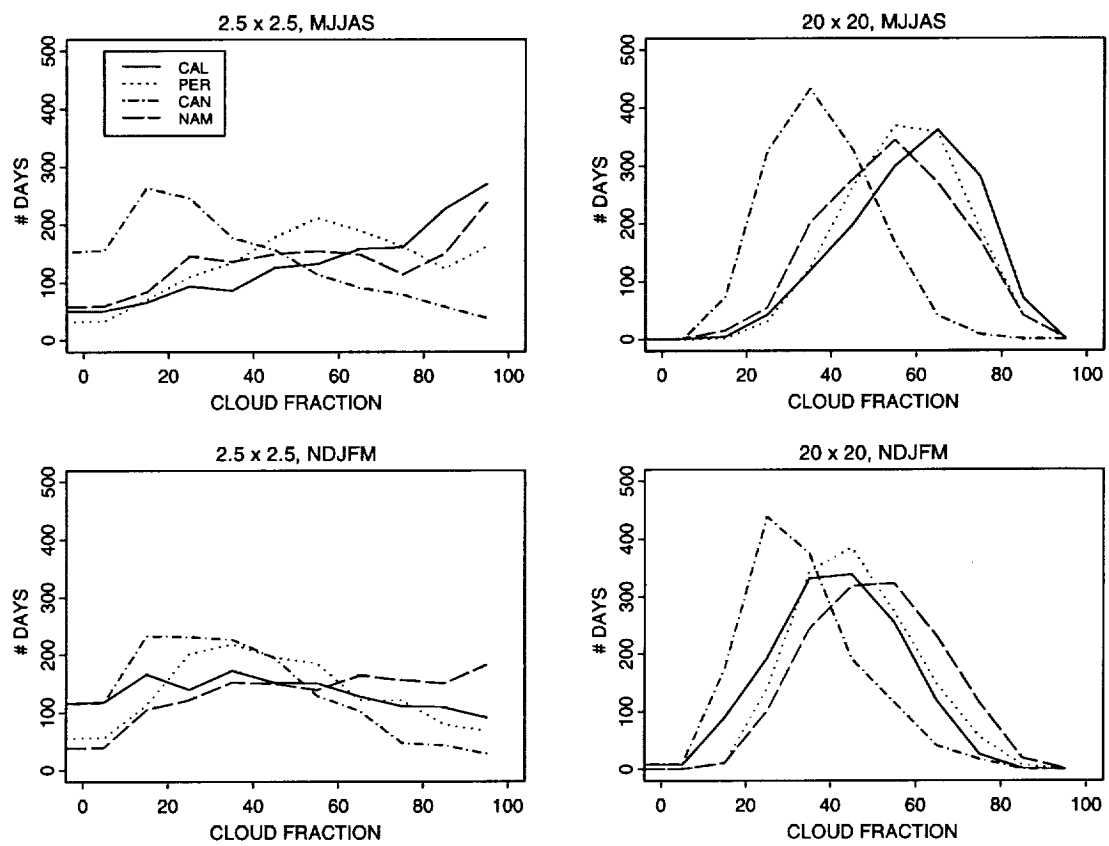 2.5 x 2.5, MJJAS
500
400
300
200
100
0
# DAYS
CAL
PER
CAN
NAM
0 20 40 60 80 100
CLOUD FRACTION
20 x 20, MJJAS
500
400
300
200
100
0
# DAYS
0 20 40 60 80 100
CLOUD FRACTION
2.5 x 2.5, NDJFM
500
400
300
200
100
0
# DAYS
0 20 40 60 80 100
CLOUD FRACTION
20 x 20, NDJFM
500
400
300
200
100
0
# DAYS
0 20 40 60 80 100
CLOUD FRACTION